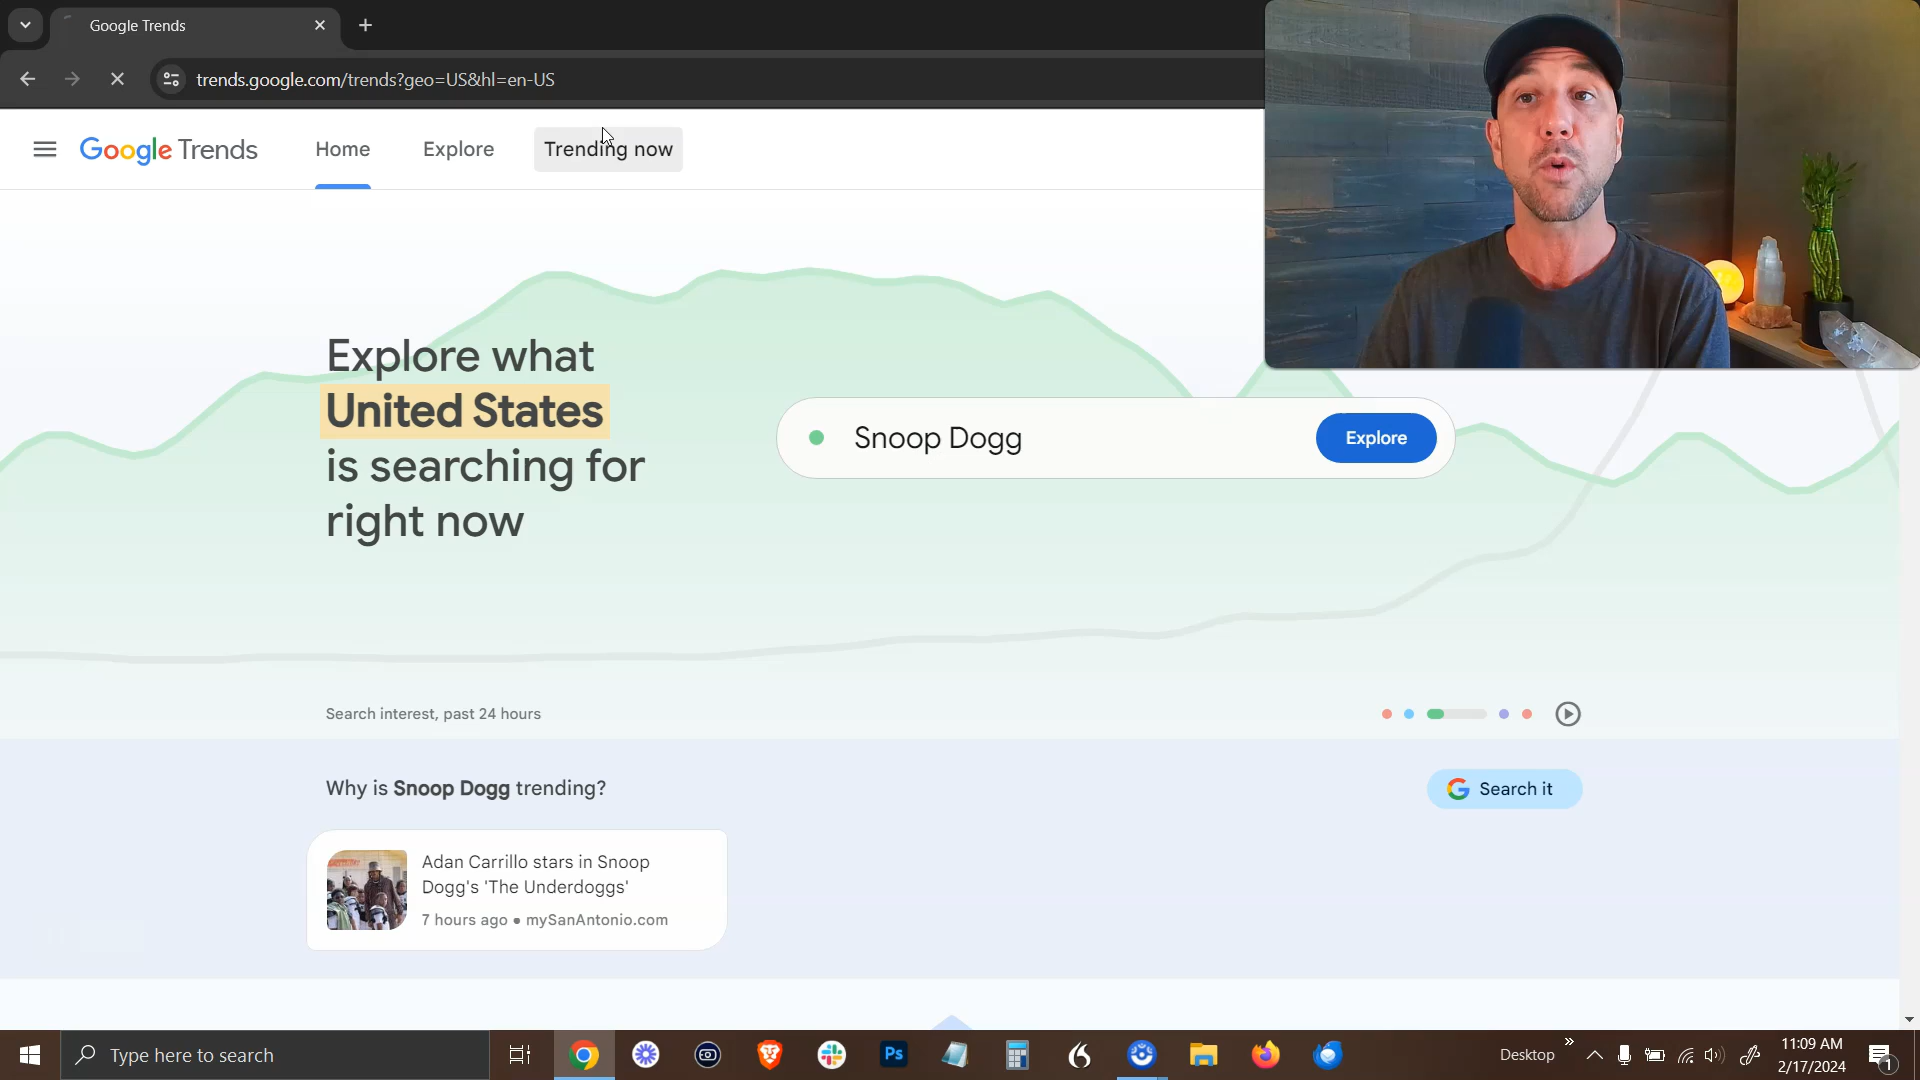 Google Trends
trends.google.com/trends?geo=US&hl=en-US
Google Trends
Home
Explore
Trending now
Explore what
United States
is searching for
right now
Snoop Dogg
Explore
Search interest, past 24 hours
Why is Snoop Dogg trending?
Search it
Adan Carrillo stars in Snoop
Dogg's 'The Underdoggs'
7 hours ago • mySanAntonio.com
Type here to search
Ps
Desktop
11:09 AM
2/17/2024
1